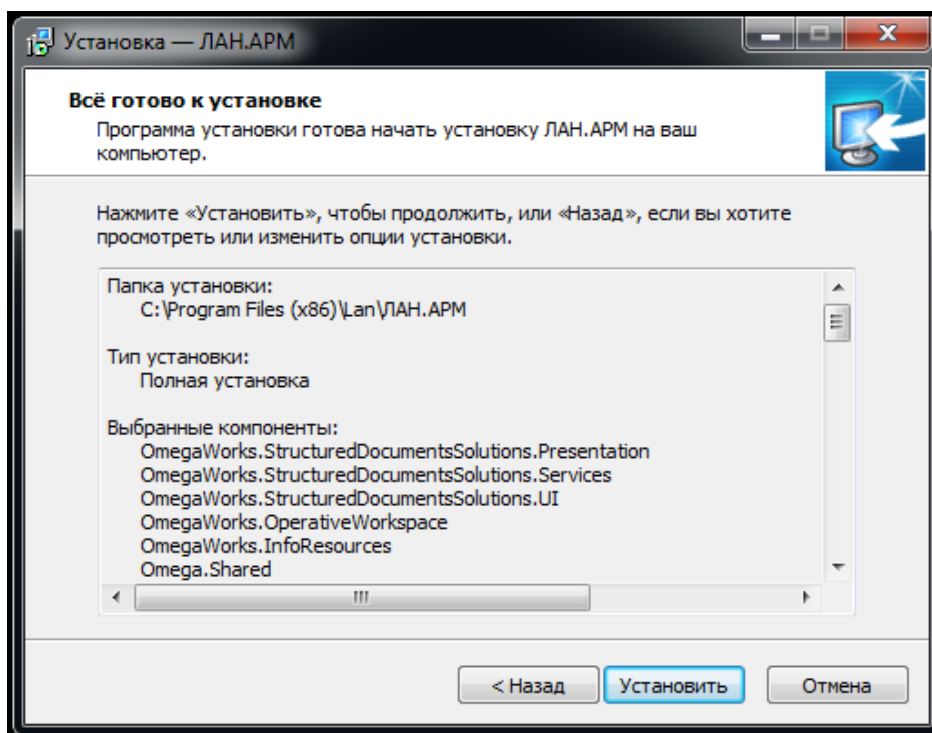 Установка — ЛАН.АРМ
Всё готово к установке
Программа установки готова начать установку ЛАН.АРМ на ваш
компьютер.
Нажмите «Установить», чтобы продолжить, или «Назад», если вы хотите
просмотреть или изменить опции установки.
Папка установки:
C:\Program Files (x86)\Lan\ЛАН.АРМ
Тип установки:
Полная установка
Выбранные компоненты:
OmegaWorks.StructuredDocumentsSolutions.Presentation
OmegaWorks.StructuredDocumentsSolutions.Services
OmegaWorks.StructuredDocumentsSolutions.UI
OmegaWorks.OperativeWorkspace
OmegaWorks.InfoResources
Omega.Shared
< Назад Установить Отмена